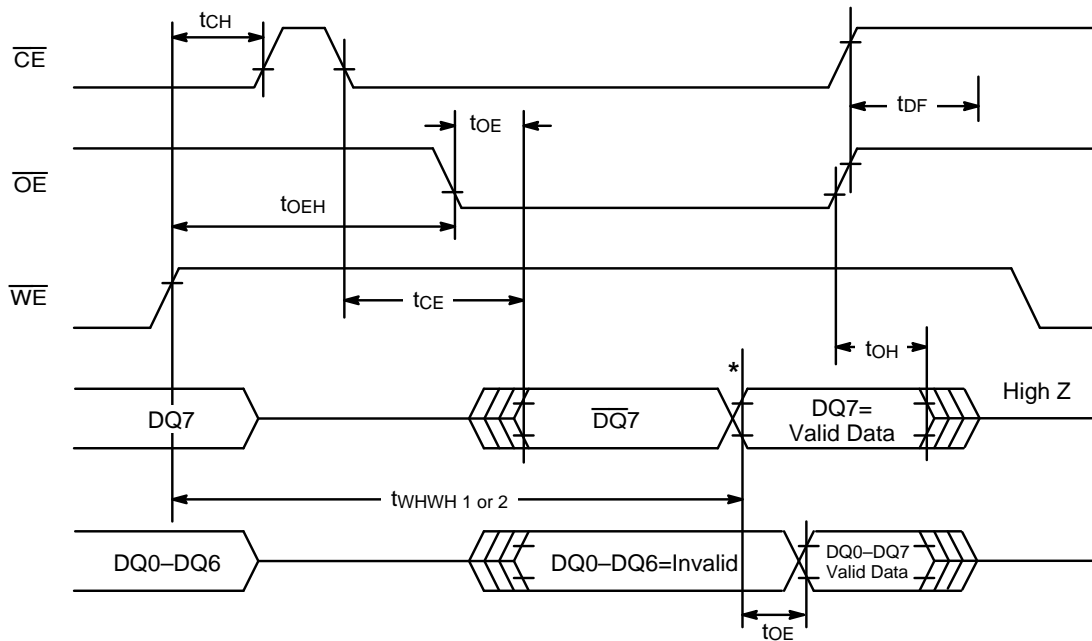 tCH
CE
tDF
tOE
OE
tOEH
WE
tCE
tOH
*
High Z
DQ7
DQ7
DQ7=
Valid Data
tWHWH 1 or 2
DQ0–DQ6
DQ0–DQ6=Invalid
DQ0–DQ7
Valid Data
tOE